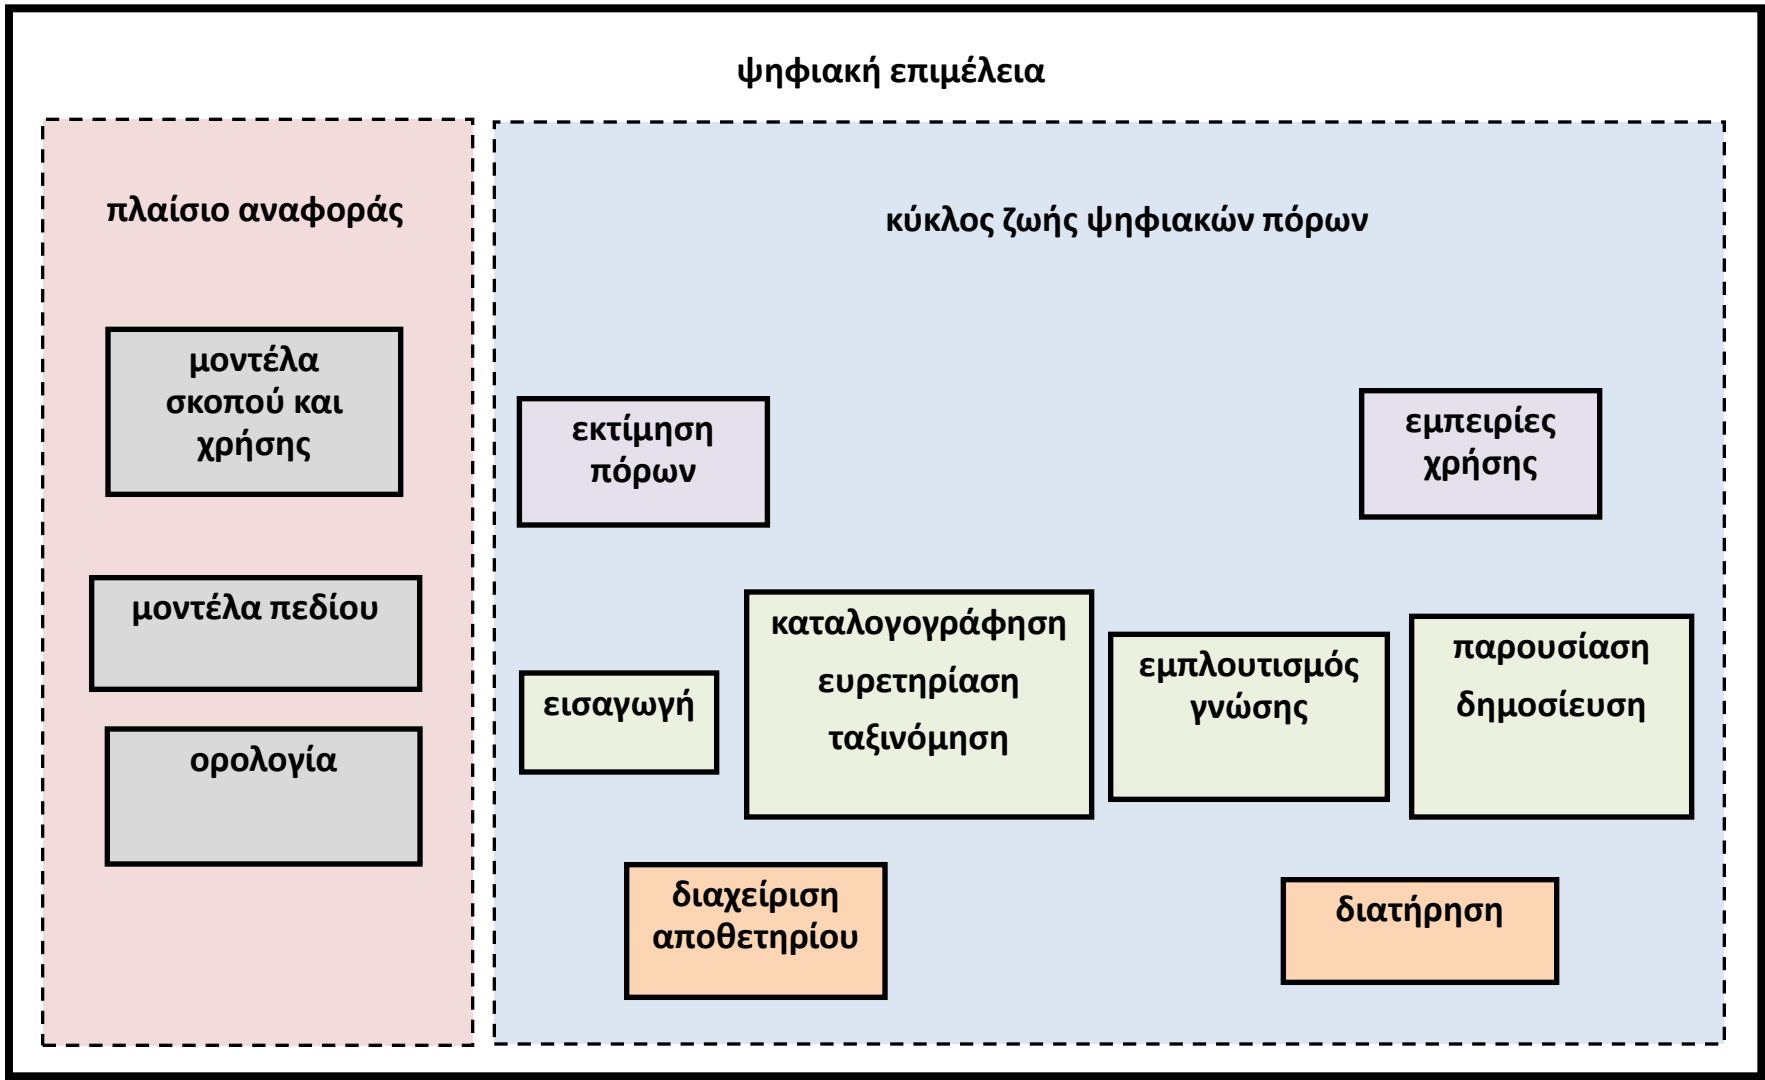 ψηφιακή επιμέλεια
πλαίσιο αναφοράς
μοντέλα
σκοπού και
χρήσης
μοντέλα πεδίου
ορολογία
κύκλος ζωής ψηφιακών πόρων
εκτίμηση
πόρων
εμπειρίες
χρήσης
εισαγωγή
καταλογογράφηση
ευρετηρίαση
ταξινόμηση
εμπλουτισμός
γνώσης
παρουσίαση
δημοσίευση
διαχείριση
αποθετηρίου
διατήρηση